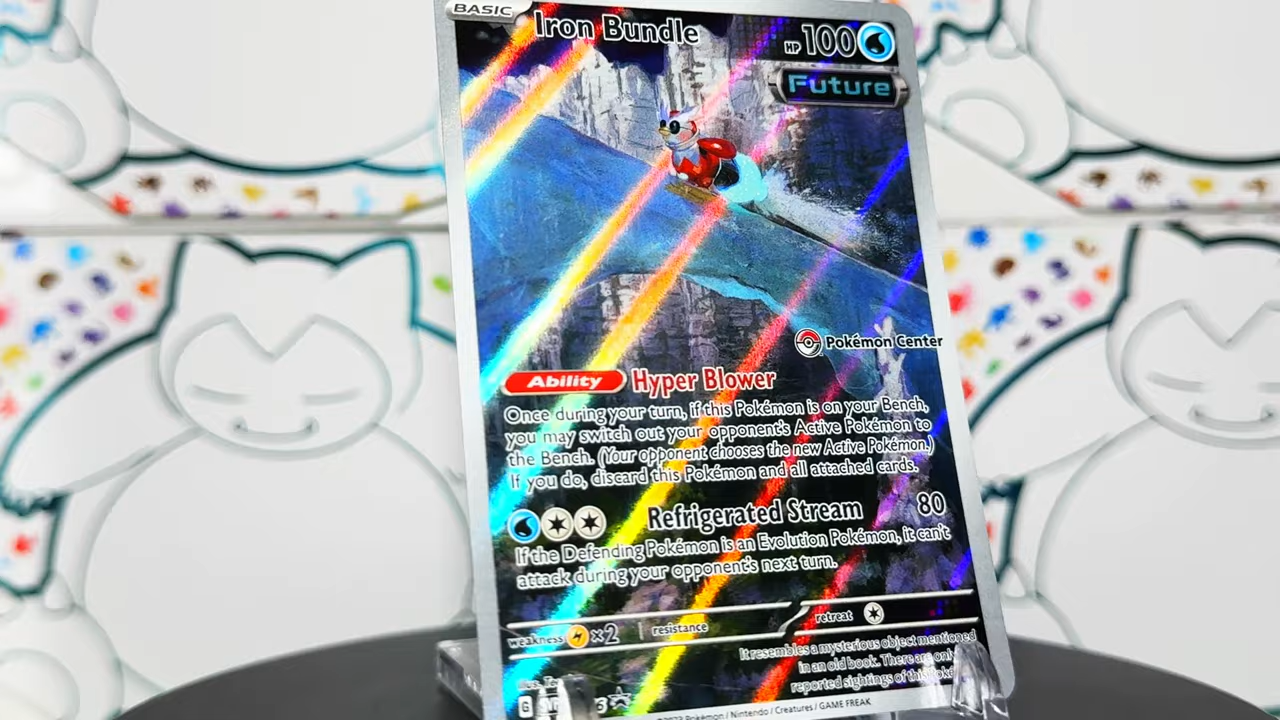 BASIC
Iron Bundle
HP 100
Future
Pokémon Center
Ability Hyper Blower
Once during your turn, if this Pokémon is on your Bench,
you may switch out your opponent's Active Pokémon to
the Bench. (Your opponent chooses the new Active Pokémon.)
If you do, discard this Pokémon and all attached cards.
Refrigerated Stream 80
If the Defending Pokémon is an Evolution Pokémon, it can't
attack during your opponent's next turn.
weakness ×2 resistance retreat
It resembles a mysterious object mentioned
in an old book. There are only
reported sightings of this
Illus.
G
©2023 Pokémon / Nintendo / Creatures / GAME FREAK